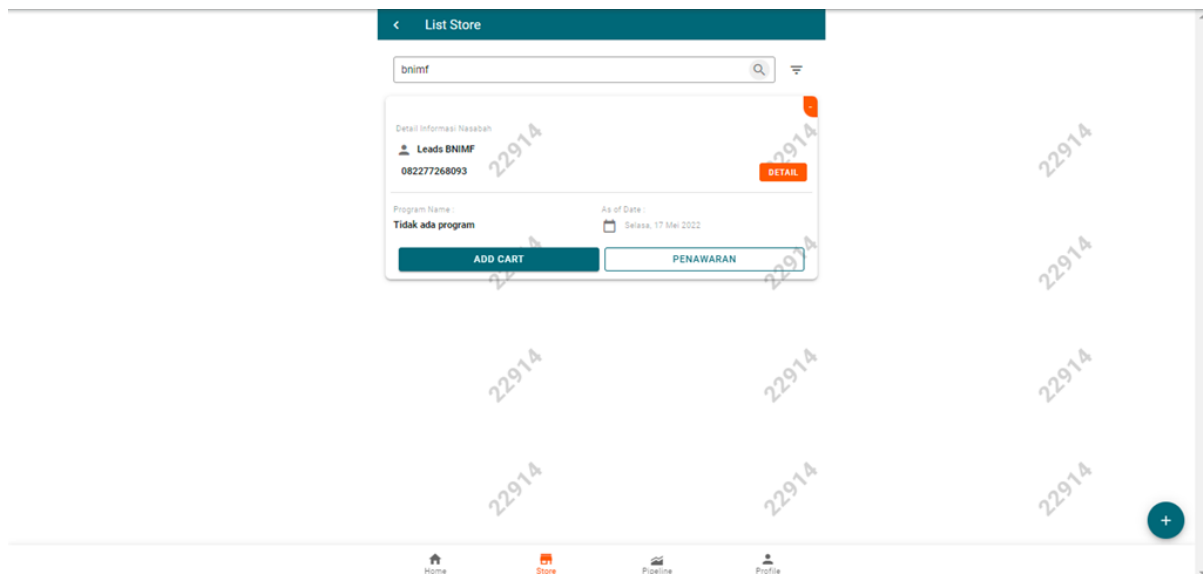 List Store
bnimf
-
Detail Informasi Nasabah
22914 22914 22914
Leads BNIMF
082277268093 DETAIL
Program Name : As of Date :
Tidak ada program Selasa, 17 Mei 2022
ADD CART PENAWARAN
22914 22914 22914
22914 22914 22914
22914 22914 22914
+
Home Store Pipeline Profile